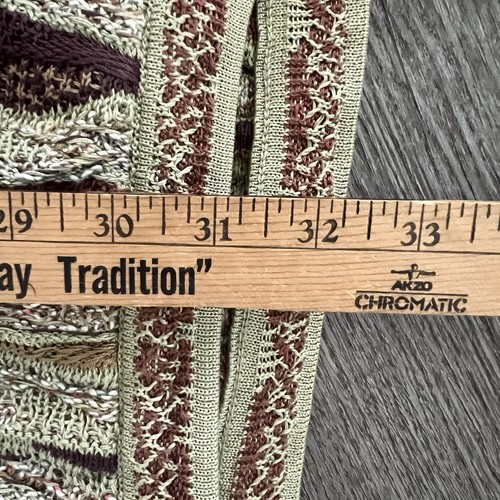 29 30 31 32 33
ay Tradition"
AKZO
CHROMATIC